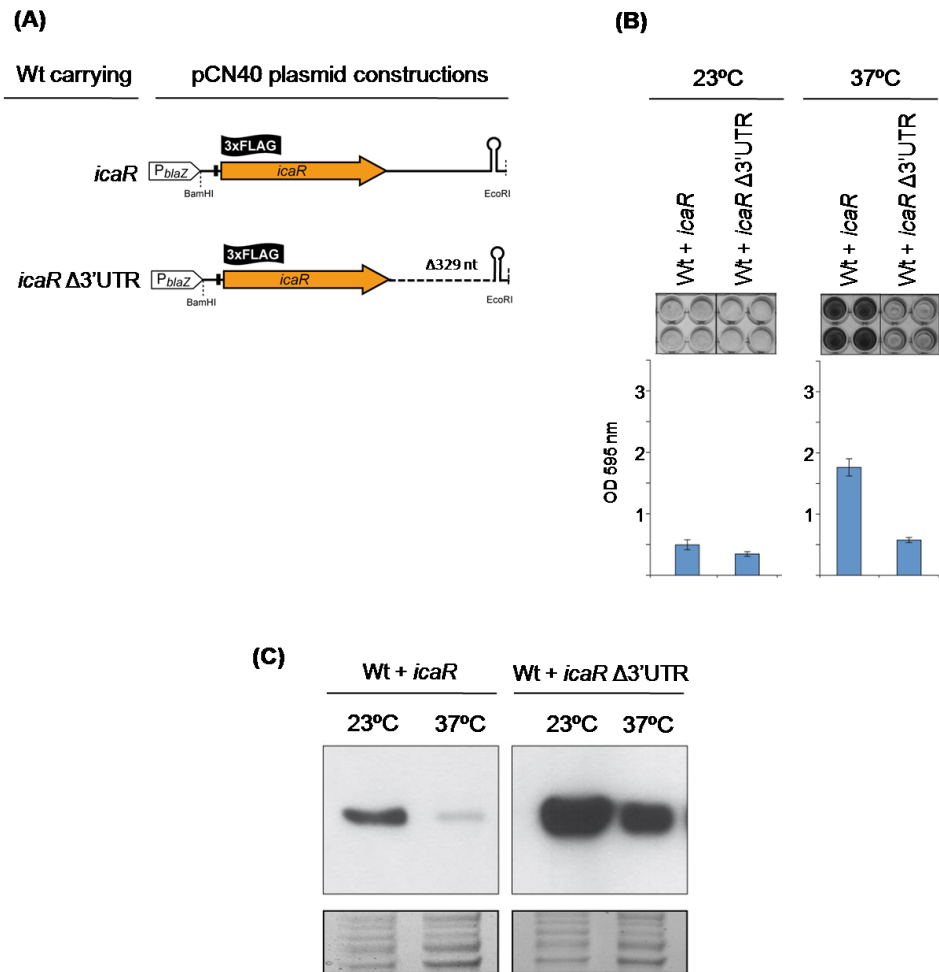 (A)
Wt carrying
pCN40 plasmid constructions
3xFLAG
icaR
PblaZ
icaR
BamHI
EcoRI
3xFLAG
Δ329 nt
icaR Δ3'UTR
PblaZ
icaR
BamHI
EcoRI
(B)
23ºC
37ºC
Wt + icaR
Wt + icaR Δ3'UTR
Wt + icaR
Wt + icaR Δ3'UTR
3
2
1
OD 595 nm
3
2
1
(C)
Wt + icaR
Wt + icaR Δ3'UTR
23ºC
37ºC
23ºC
37ºC